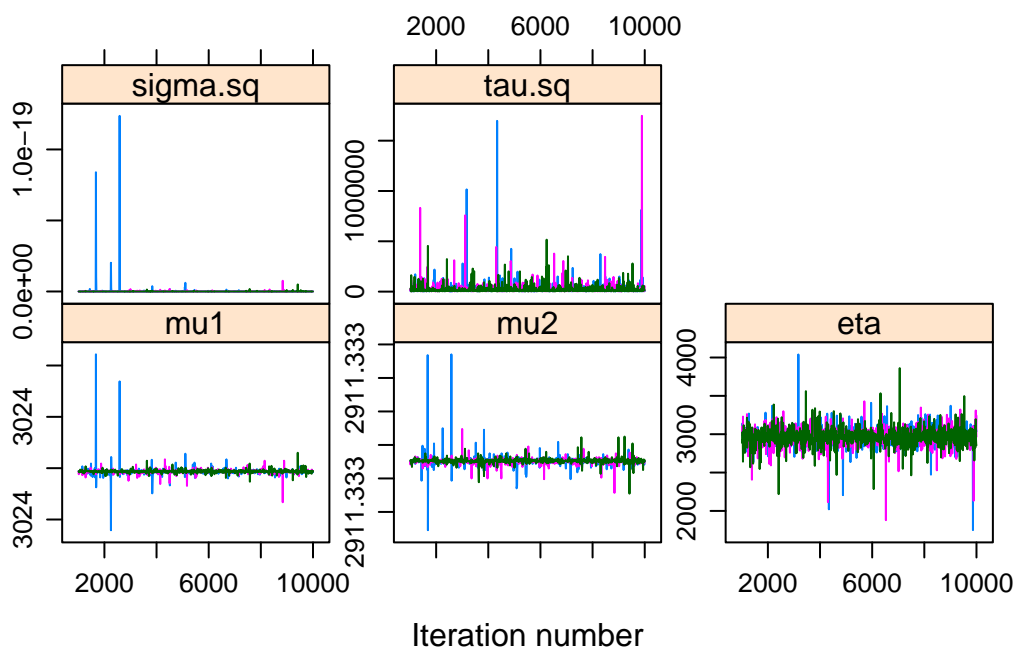 2000 6000 10000
sigma.sq tau.sq
0.0e+00 1.0e−19
0 1000000
mu1 mu2 eta
3024 3024
2911.333 2911.333 2911.333
2000 3000 4000
2000 6000 10000 2000 6000 10000
Iteration number